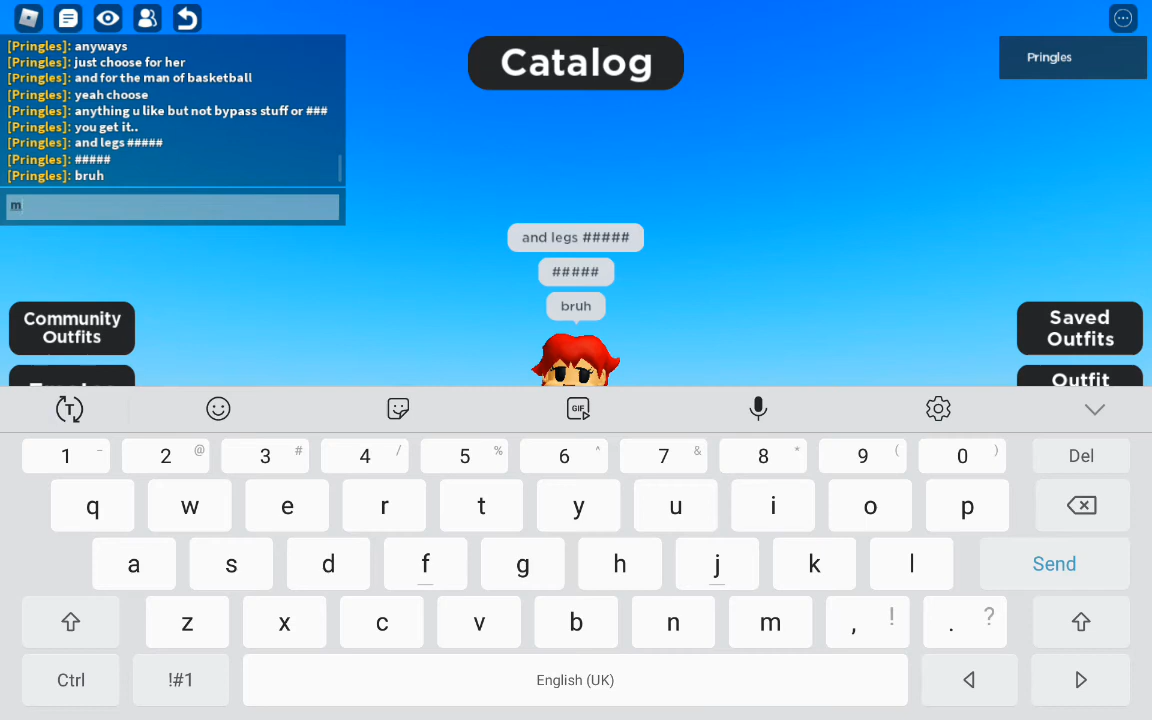 [Pringles]: anyways
[Pringles]: just choose for her
[Pringles]: and for the man of basketball
[Pringles]: yeah choose
[Pringles]: anything u like but not bypass stuff or ###
[Pringles]: you get it..
[Pringles]: and legs #####
[Pringles]: #####
[Pringles]: bruh
m
Catalog
Pringles
and legs #####
#####
bruh
Community
Outfits
Saved
Outfits
Outfit
T
GIF
1 - 2 @ 3 # 4 / 5 % 6 ^ 7 & 8 * 9 ( 0 ) Del
q w e r t y u i o p
a s d f g h j k l Send
z x c v b n m , ! . ?
Ctrl !#1 English (UK)